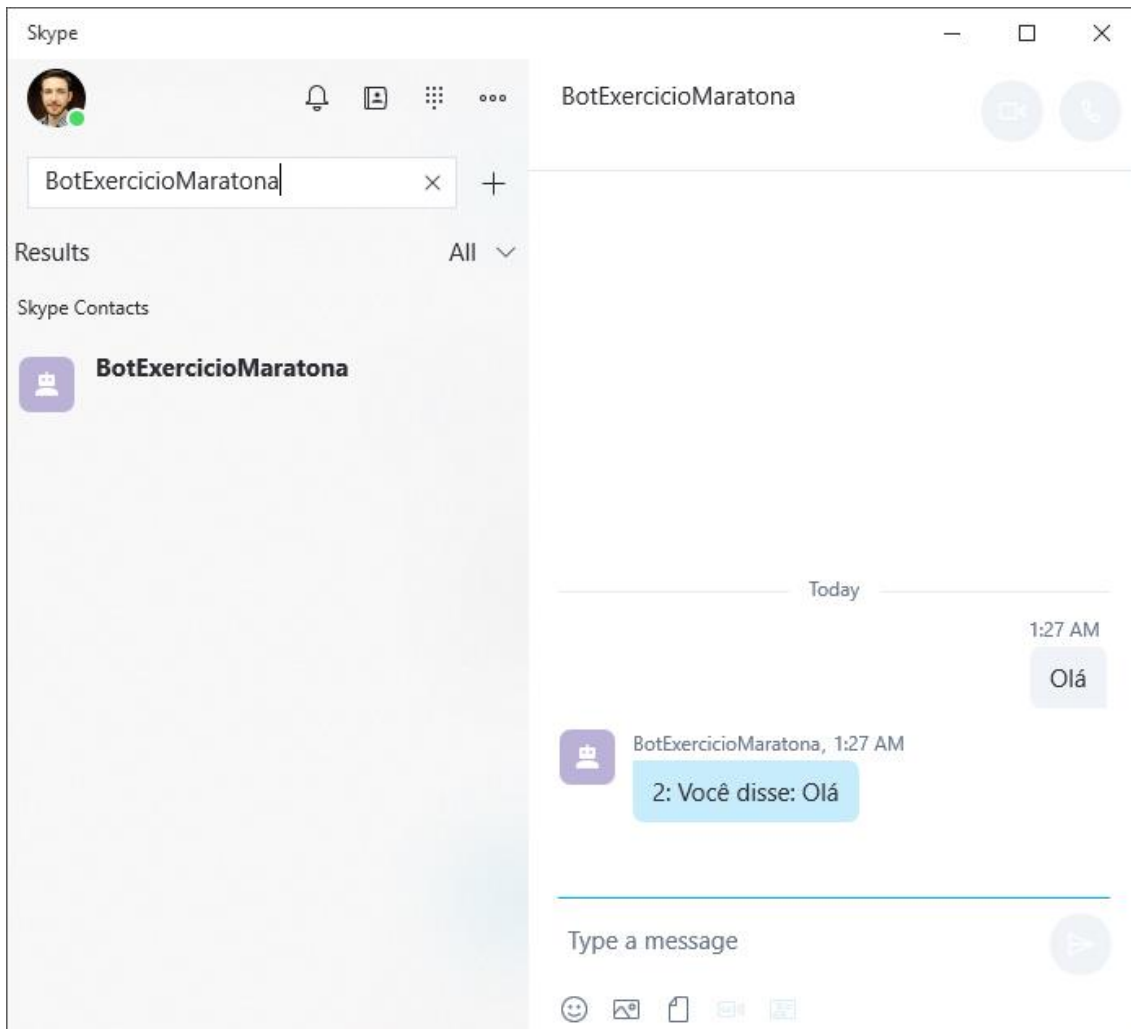 Skype
BotExercicioMaratona
Results
All
Skype Contacts
BotExercicioMaratona
BotExercicioMaratona
Today
1:27 AM
Olá
BotExercicioMaratona, 1:27 AM
2: Você disse: Olá
Type a message